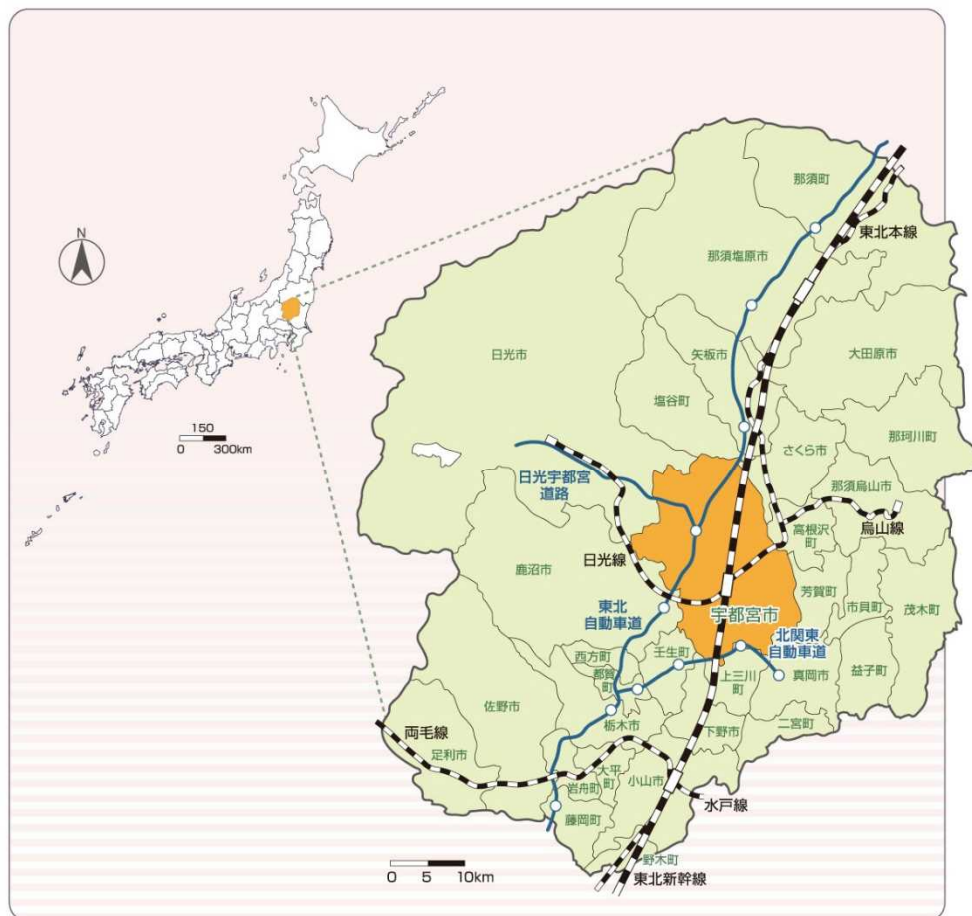 N
150
0 300km
那須町
東北本線
那須塩原市
日光市
矢板市
大田原市
塩谷町
那珂川町
さくら市
日光宇都宮
道路
那須烏山市
高根沢
町
烏山線
鹿沼市
日光線
芳賀町
市貝町
茂木町
東北
自動車道
宇都宮市
北関東
自動車道
西方町
壬生町
都賀
町
上三川
町
真岡市
益子町
佐野市
両毛線
足利市
栃木市
下野市
二宮町
大平
町
岩舟町
小山市
藤岡町
水戸線
野木町
東北新幹線
0 5 10km